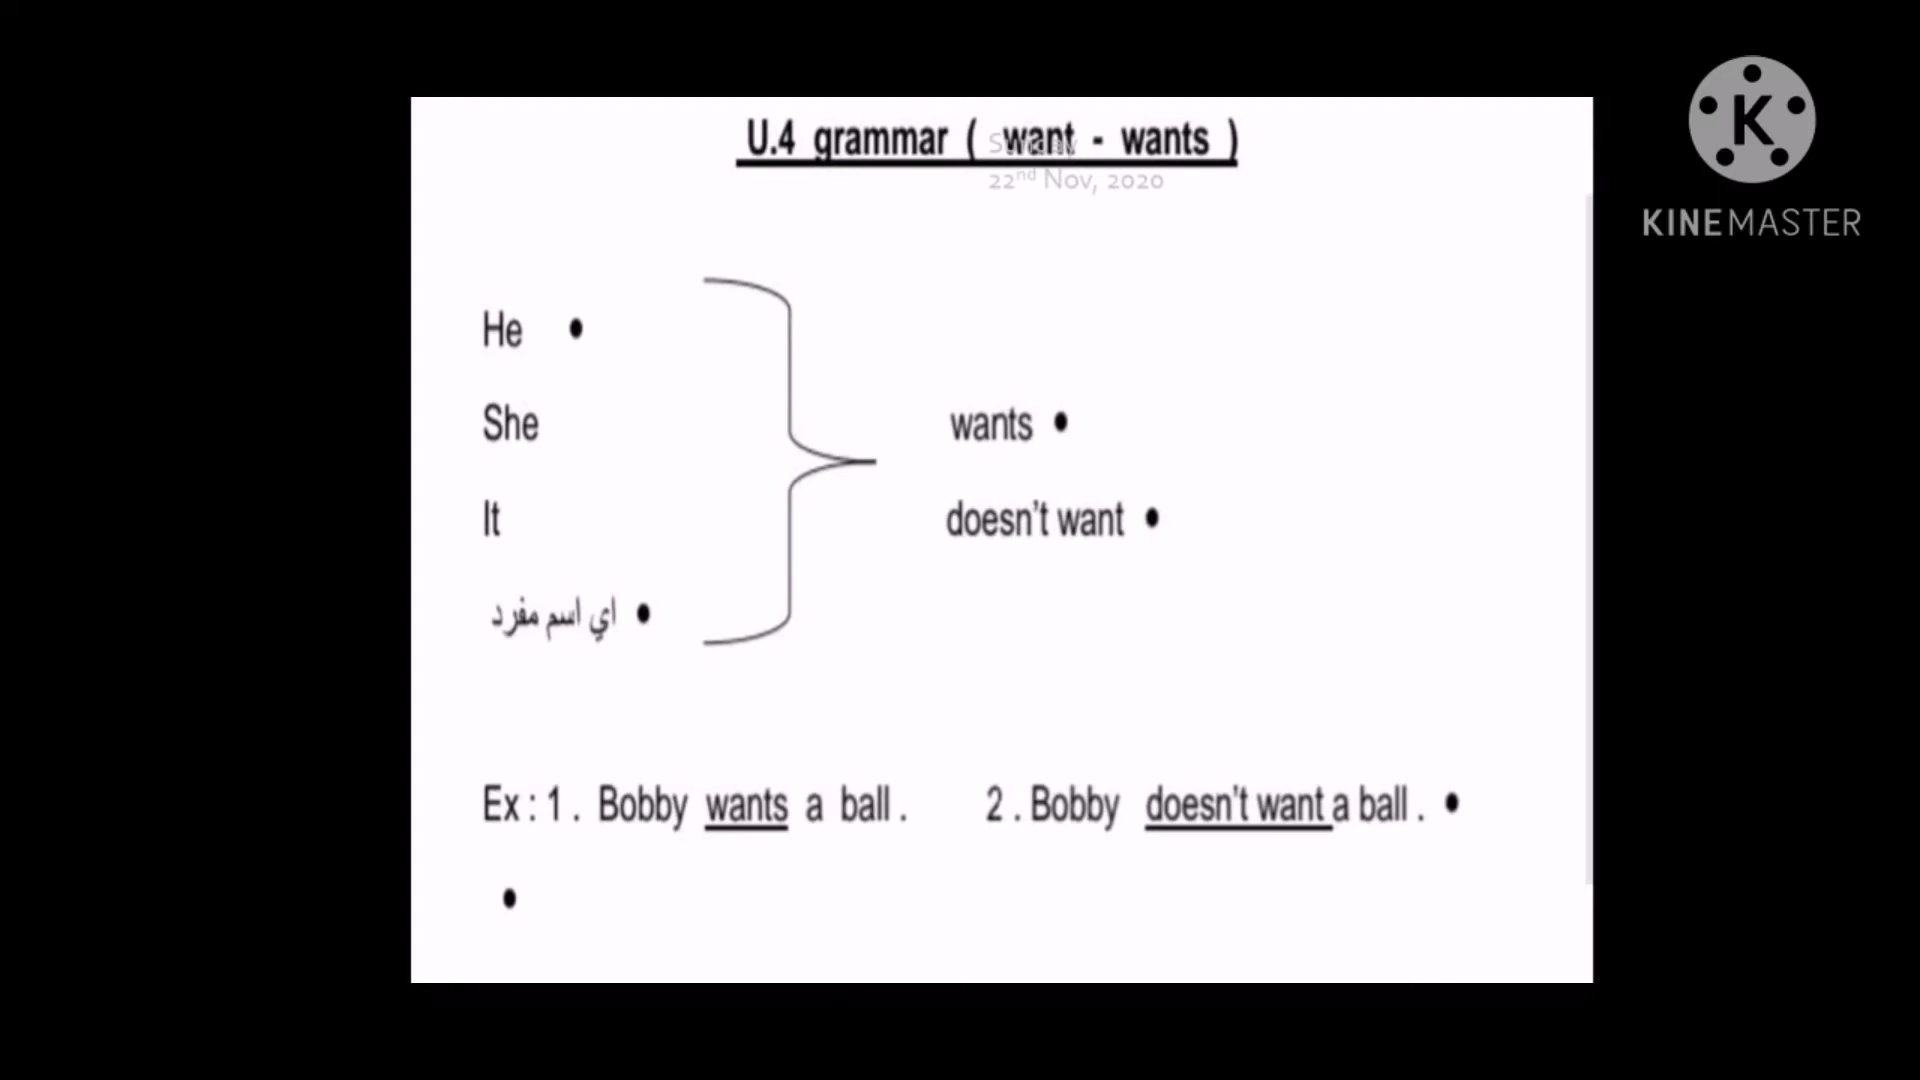 U.4 grammar ( want - wants )
Sunday
22nd Nov, 2020
KINEMASTER
He •
She
wants •
It
doesn't want •
اي اسم مفرد •
Ex : 1 . Bobby wants a ball . 2 . Bobby doesn't want a ball . •
•